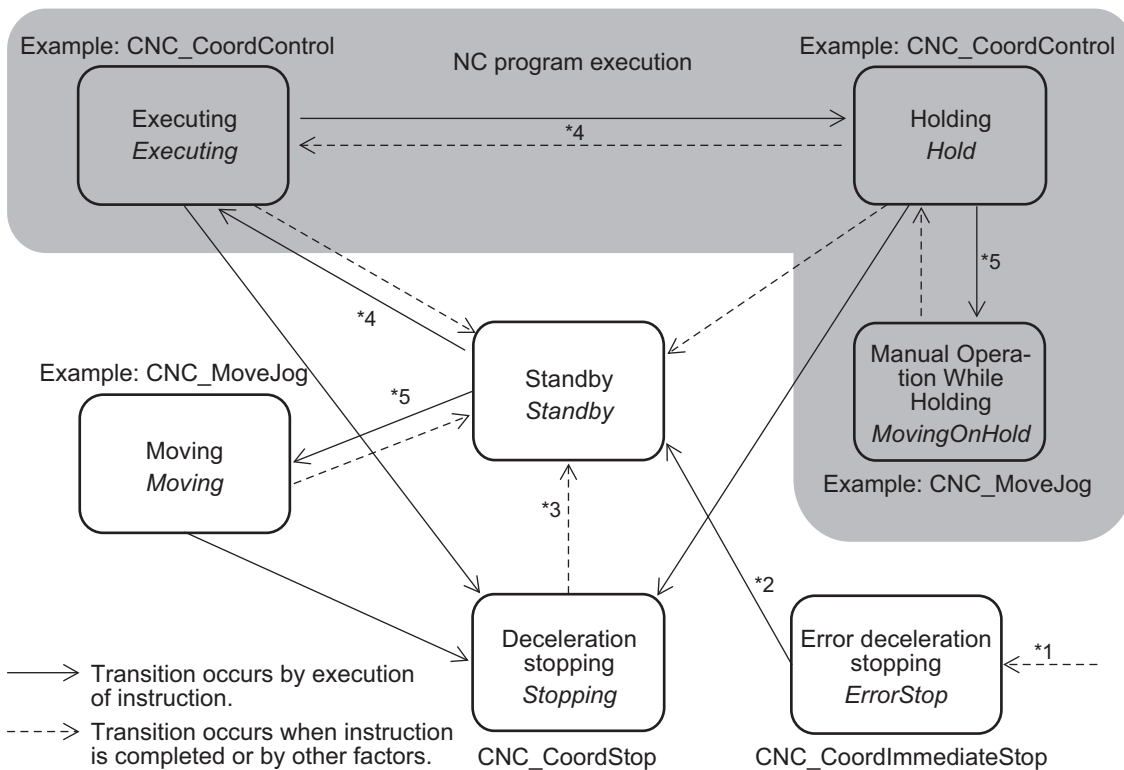 Example: CNC_CoordControl
NC program execution
Example: CNC_CoordControl
Executing
Executing
*4
Holding
Hold
*5
*4
Standby
Standby
Manual Opera-
tion While
Holding
MovingOnHold
Example: CNC_MoveJog
Example: CNC_MoveJog
*5
Moving
Moving
*3
*2
Deceleration
stopping
Stopping
CNC_CoordStop
Error deceleration
stopping
ErrorStop
*1
CNC_CoordImmediateStop
Transition occurs by execution
of instruction.
Transition occurs when instruction
is completed or by other factors.